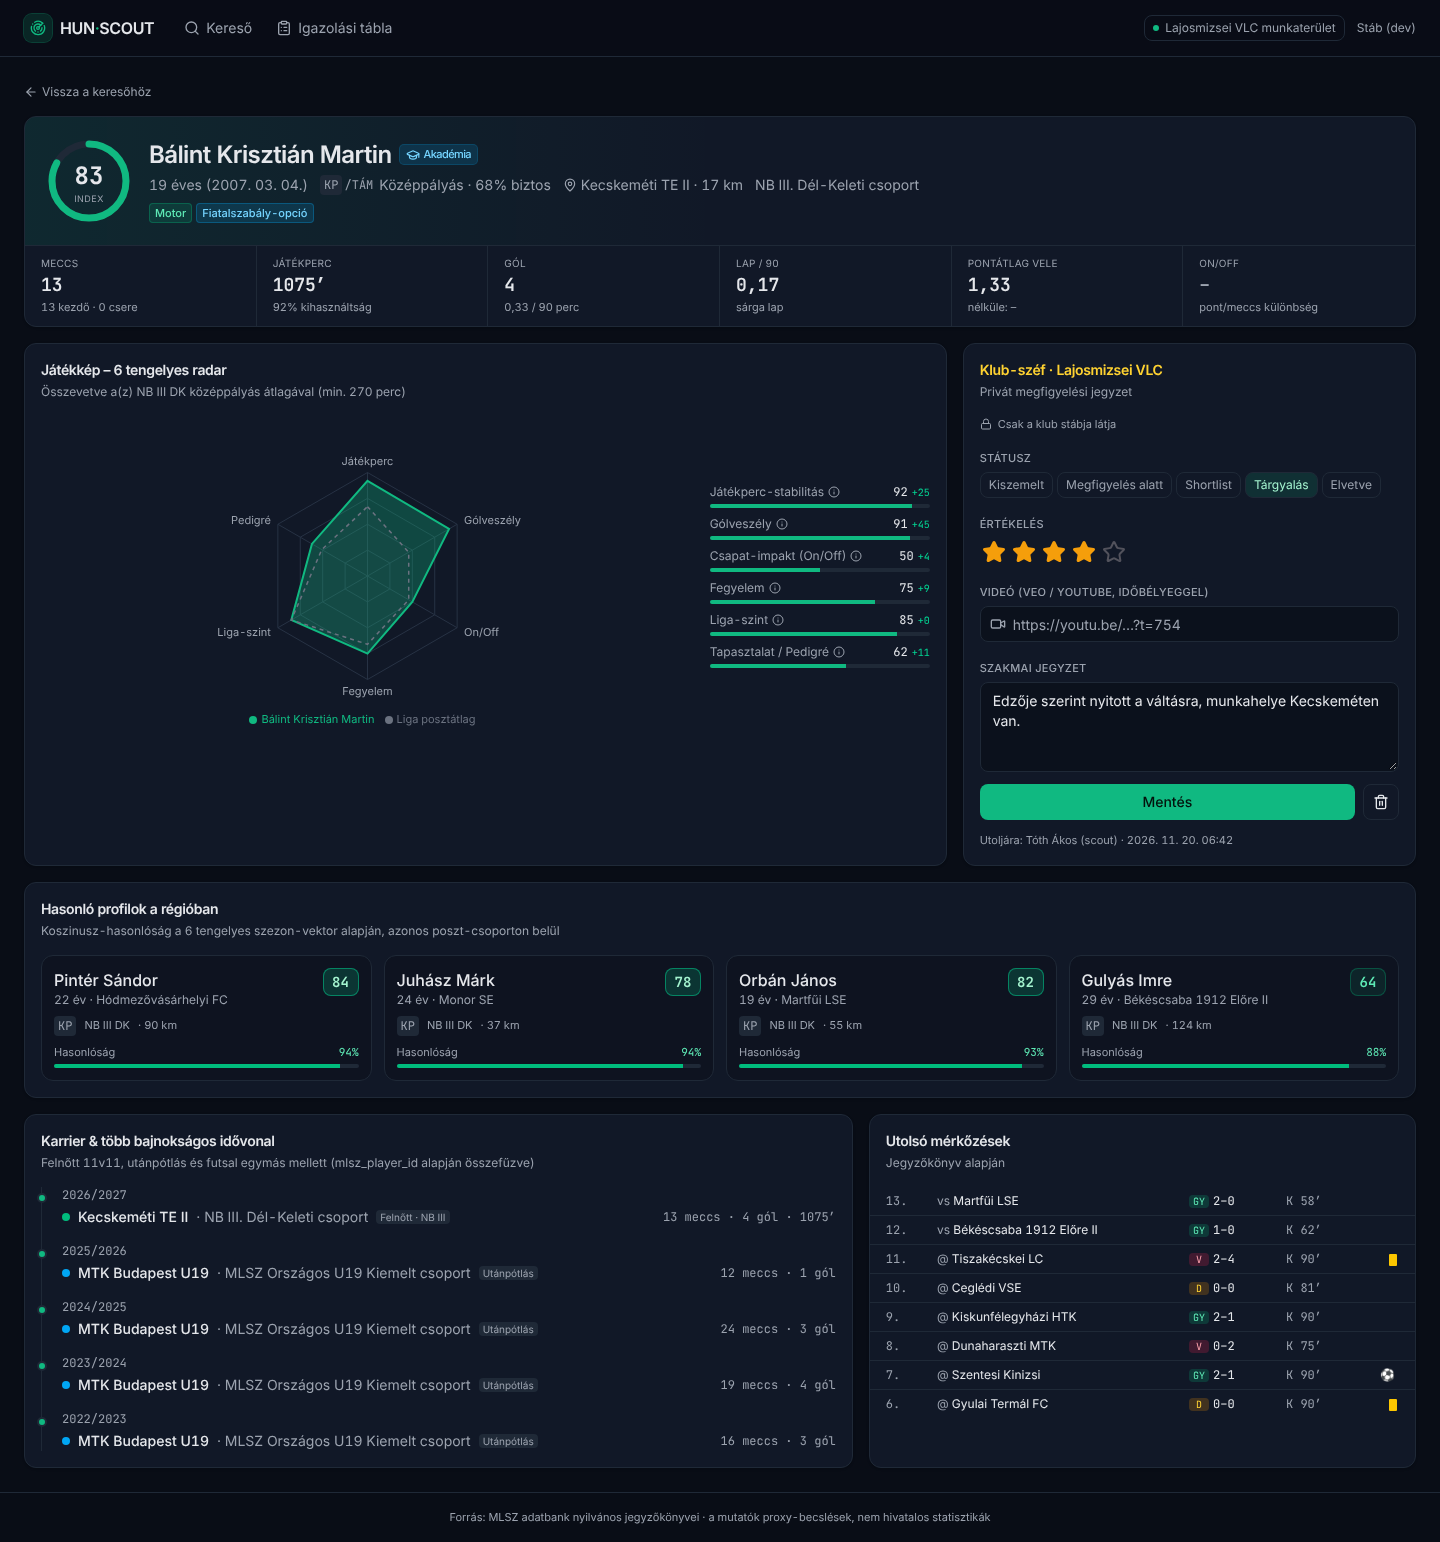 HUN·SCOUT
Kereső
Igazolási tábla
Lajosmizsei VLC munkaterület
Stáb (dev)
Vissza a keresőhöz
83
INDEX
Bálint Krisztián Martin
Akadémia
19 éves (2007. 03. 04.) KP /TÁM Középpályás · 68% biztos Kecskeméti TE II · 17 km NB III. Dél-Keleti csoport
Motor
Fiatalszabály-opció
MECCS
13
13 kezdő · 0 csere
JÁTÉKPERC
1075′
92% kihasználtság
GÓL
4
0,33 / 90 perc
LAP / 90
0,17
sárga lap
PONTÁTLAG VELE
1,33
nélküle: –
ON/OFF
–
pont/meccs különbség
Játékkép – 6 tengelyes radar
Összevetve a(z) NB III DK középpályás átlagával (min. 270 perc)
Játékperc
Gólveszély
On/Off
Fegyelem
Liga-szint
Pedigré
Bálint Krisztián Martin
Liga posztátlag
Játékperc-stabilitás 92 +25
Gólveszély 91 +45
Csapat-impakt (On/Off) 50 +4
Fegyelem 75 +9
Liga-szint 85 +0
Tapasztalat / Pedigré 62 +11
Klub-széf · Lajosmizsei VLC
Privát megfigyelési jegyzet
Csak a klub stábja látja
STÁTUSZ
Kiszemelt
Megfigyelés alatt
Shortlist
Tárgyalás
Elvetve
ÉRTÉKELÉS
VIDEÓ (VEO / YOUTUBE, IDŐBÉLYEGGEL)
https://youtu.be/...?t=754
SZAKMAI JEGYZET
Edzője szerint nyitott a váltásra, munkahelye Kecskeméten
van.
Mentés
Utoljára: Tóth Ákos (scout) · 2026. 11. 20. 06:42
Hasonló profilok a régióban
Koszinusz-hasonlóság a 6 tengelyes szezon-vektor alapján, azonos poszt-csoporton belül
Pintér Sándor
84
22 év · Hódmezővásárhelyi FC
KP NB III DK · 90 km
Hasonlóság 94%
Juhász Márk
78
24 év · Monor SE
KP NB III DK · 37 km
Hasonlóság 94%
Orbán János
82
19 év · Martfűi LSE
KP NB III DK · 55 km
Hasonlóság 93%
Gulyás Imre
64
29 év · Békéscsaba 1912 Előre II
KP NB III DK · 124 km
Hasonlóság 88%
Karrier & több bajnokságos idővonal
Felnőtt 11v11, utánpótlás és futsal egymás mellett (mlsz_player_id alapján összefűzve)
2026/2027
Kecskeméti TE II · NB III. Dél-Keleti csoport Felnőtt · NB III 13 meccs · 4 gól · 1075′
2025/2026
MTK Budapest U19 · MLSZ Országos U19 Kiemelt csoport Utánpótlás 12 meccs · 1 gól
2024/2025
MTK Budapest U19 · MLSZ Országos U19 Kiemelt csoport Utánpótlás 24 meccs · 3 gól
2023/2024
MTK Budapest U19 · MLSZ Országos U19 Kiemelt csoport Utánpótlás 19 meccs · 4 gól
2022/2023
MTK Budapest U19 · MLSZ Országos U19 Kiemelt csoport Utánpótlás 16 meccs · 3 gól
Utolsó mérkőzések
Jegyzőkönyv alapján
13. vs Martfűi LSE GY 2–0 K 58′
12. vs Békéscsaba 1912 Előre II GY 1–0 K 62′
11. @ Tiszakécskei LC V 2–4 K 90′
10. @ Ceglédi VSE D 0–0 K 81′
9. @ Kiskunfélegyházi HTK GY 2–1 K 90′
8. @ Dunaharaszti MTK V 0–2 K 75′
7. @ Szentesi Kinizsi GY 2–1 K 90′
6. @ Gyulai Termál FC D 0–0 K 90′
Forrás: MLSZ adatbank nyilvános jegyzőkönyvei · a mutatók proxy-becslések, nem hivatalos statisztikák